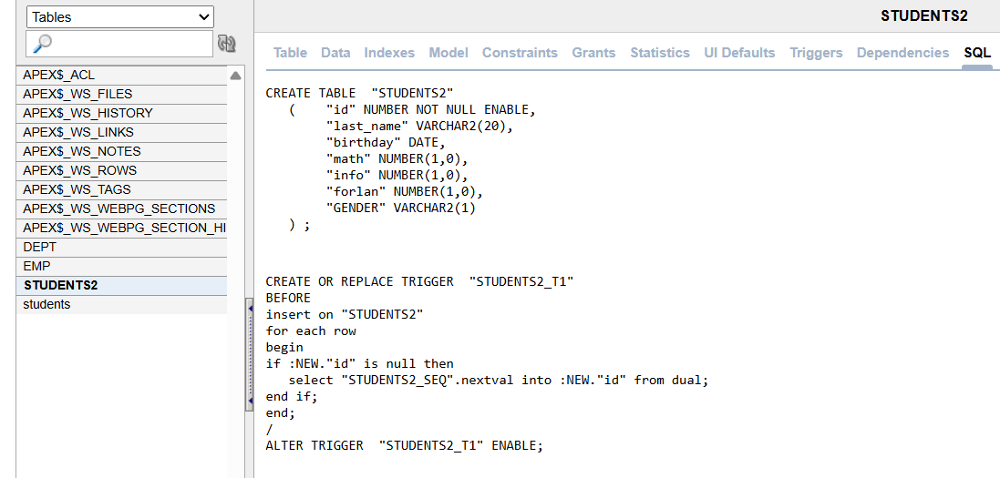 Tables
APEX$_ACL
APEX$_WS_FILES
APEX$_WS_HISTORY
APEX$_WS_LINKS
APEX$_WS_NOTES
APEX$_WS_ROWS
APEX$_WS_TAGS
APEX$_WS_WEBPG_SECTIONS
APEX$_WS_WEBPG_SECTION_HI
DEPT
EMP
STUDENTS2
students
STUDENTS2
Table Data Indexes Model Constraints Grants Statistics UI Defaults Triggers Dependencies SQL
CREATE TABLE  "STUDENTS2"
   (    "id" NUMBER NOT NULL ENABLE,
        "last_name" VARCHAR2(20),
        "birthday" DATE,
        "math" NUMBER(1,0),
        "info" NUMBER(1,0),
        "forlan" NUMBER(1,0),
        "GENDER" VARCHAR2(1)
   ) ;
CREATE OR REPLACE TRIGGER  "STUDENTS2_T1"
BEFORE
insert on "STUDENTS2"
for each row
begin
if :NEW."id" is null then
   select "STUDENTS2_SEQ".nextval into :NEW."id" from dual;
end if;
end;
/
ALTER TRIGGER  "STUDENTS2_T1" ENABLE;